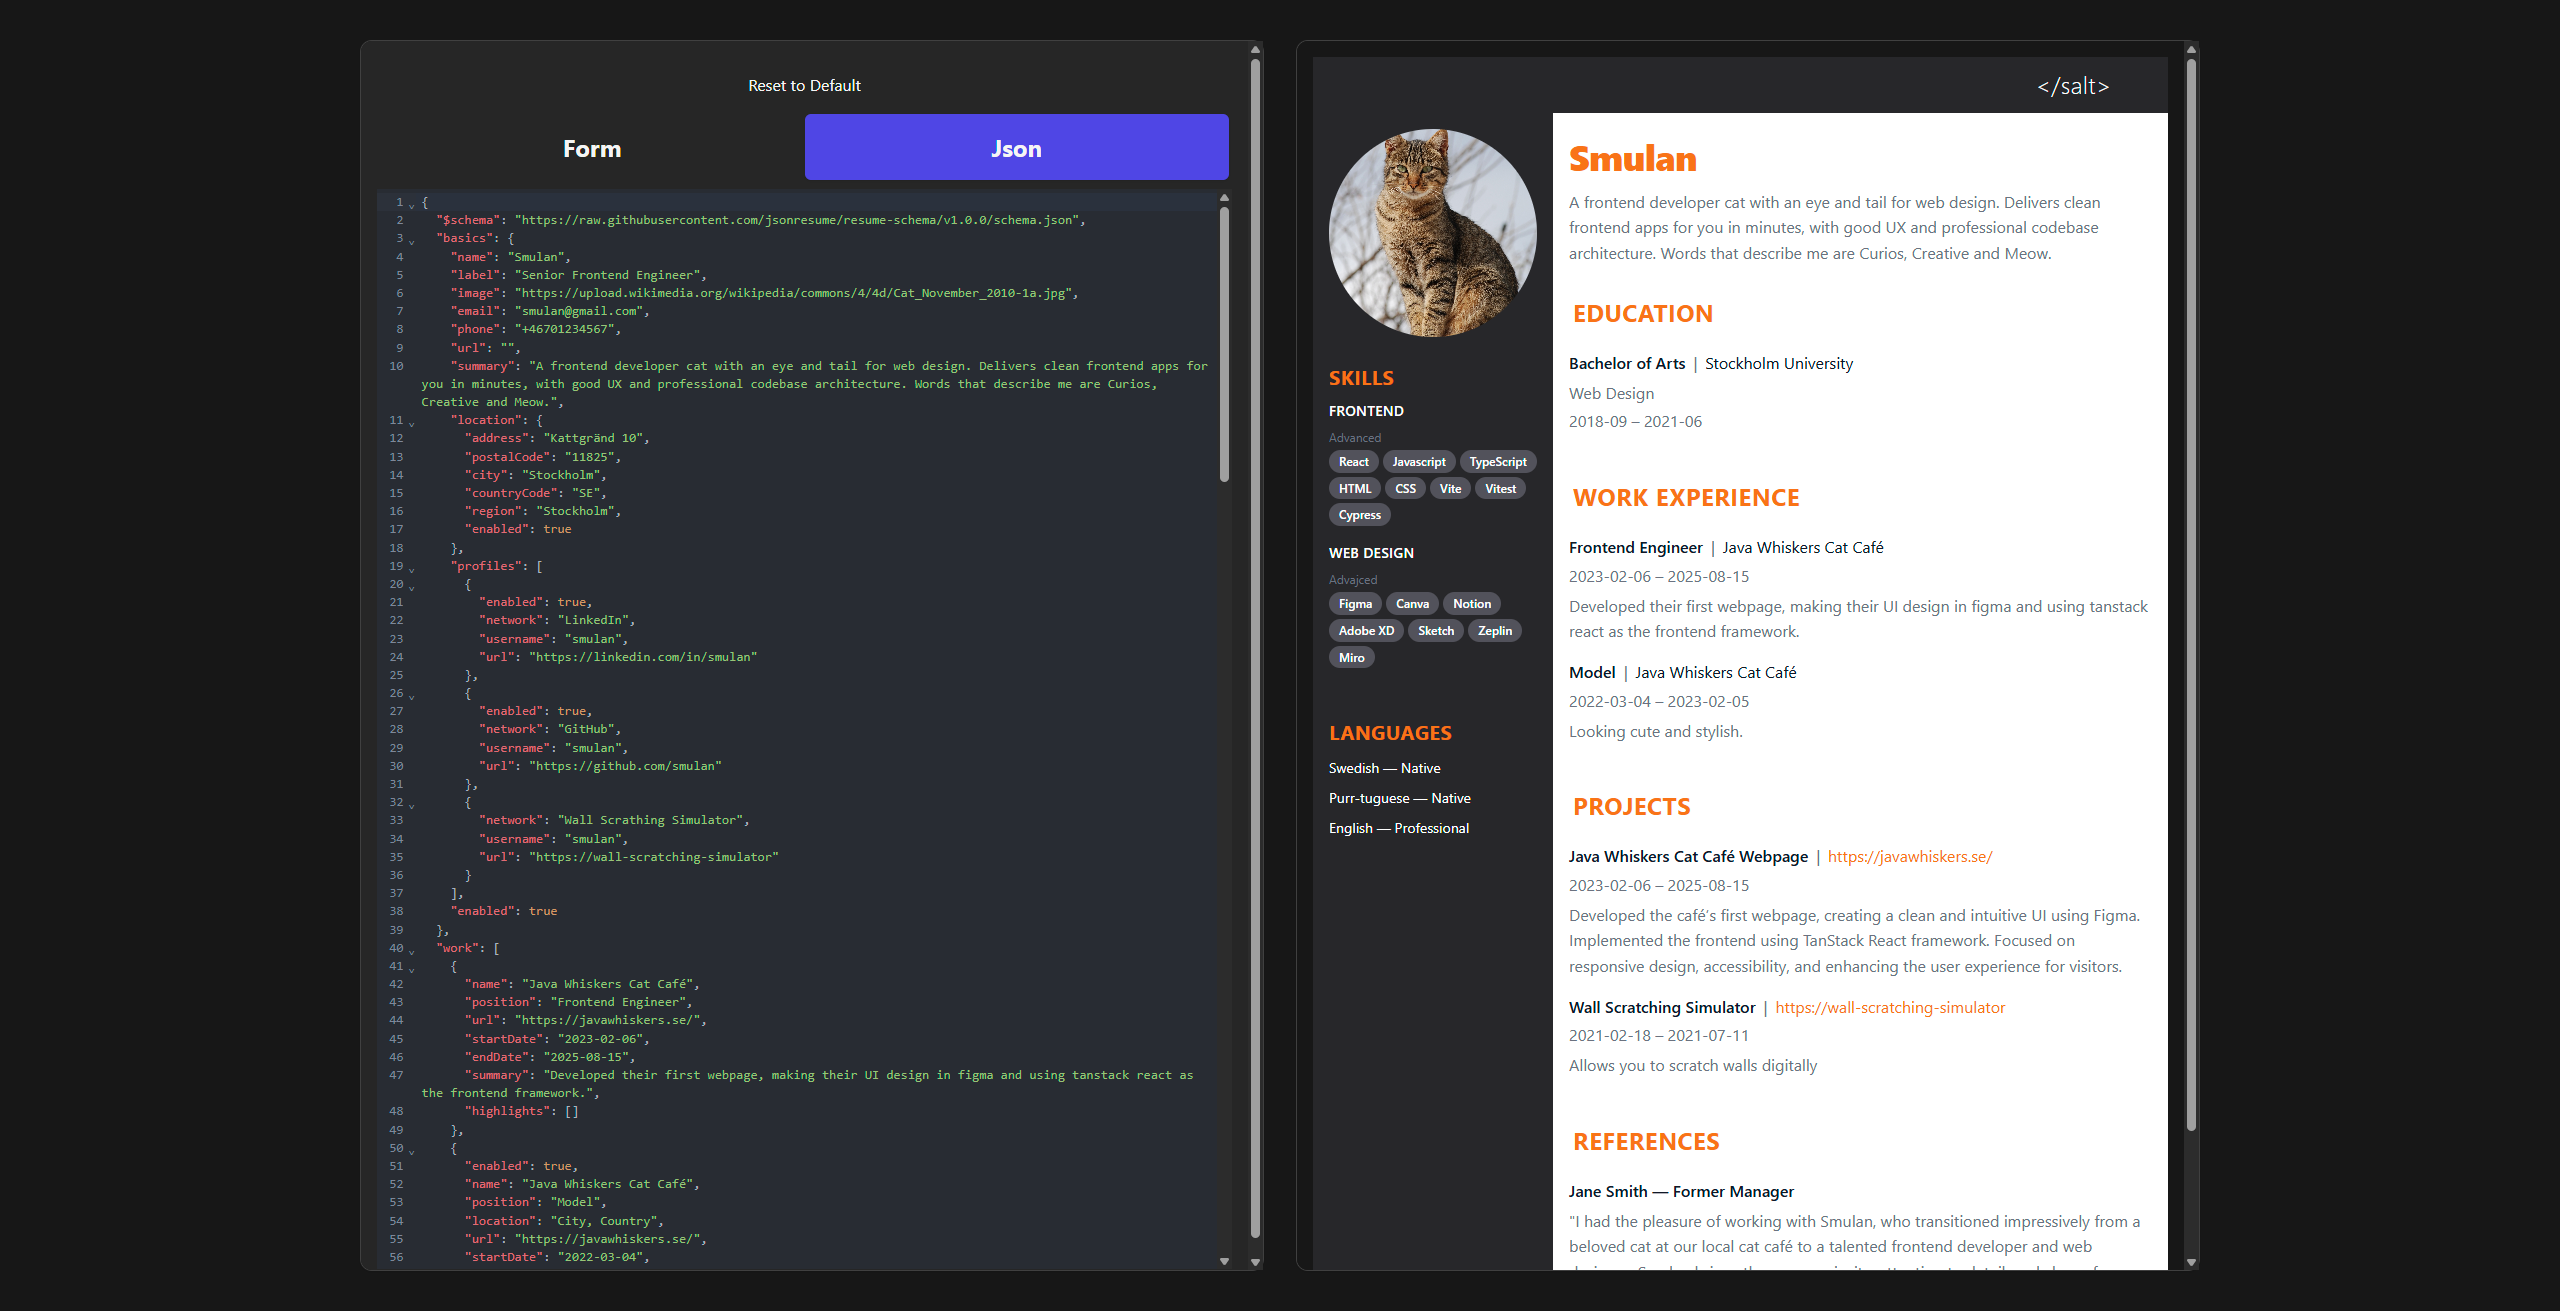 Reset to Default
Form
Json
1 {
2 "$schema": "https://raw.githubusercontent.com/jsonresume/resume-schema/v1.0.0/schema.json",
3 "basics": {
4 "name": "Smulan",
5 "label": "Senior Frontend Engineer",
6 "image": "https://upload.wikimedia.org/wikipedia/commons/4/4d/Cat_November_2010-1a.jpg",
7 "email": "smulan@gmail.com",
8 "phone": "+46701234567",
9 "url": "",
10 "summary": "A frontend developer cat with an eye and tail for web design. Delivers clean frontend apps for
you in minutes, with good UX and professional codebase architecture. Words that describe me are Curios,
Creative and Meow.",
11 "location": {
12 "address": "Kattgränd 10",
13 "postalCode": "11825",
14 "city": "Stockholm",
15 "countryCode": "SE",
16 "region": "Stockholm",
17 "enabled": true
18 },
19 "profiles": [
20 {
21 "enabled": true,
22 "network": "LinkedIn",
23 "username": "smulan",
24 "url": "https://linkedin.com/in/smulan"
25 },
26 {
27 "enabled": true,
28 "network": "GitHub",
29 "username": "smulan",
30 "url": "https://github.com/smulan"
31 },
32 {
33 "network": "Wall Scrathing Simulator",
34 "username": "smulan",
35 "url": "https://wall-scratching-simulator"
36 }
37 ],
38 "enabled": true
39 },
40 "work": [
41 {
42 "name": "Java Whiskers Cat Café",
43 "position": "Frontend Engineer",
44 "url": "https://javawhiskers.se/",
45 "startDate": "2023-02-06",
46 "endDate": "2025-08-15",
47 "summary": "Developed their first webpage, making their UI design in figma and using tanstack react as
the frontend framework.",
48 "highlights": []
49 },
50 {
51 "enabled": true,
52 "name": "Java Whiskers Cat Café",
53 "position": "Model",
54 "location": "City, Country",
55 "url": "https://javawhiskers.se/",
56 "startDate": "2022-03-04",
</salt>
SKILLS
FRONTEND
Advanced
React Javascript TypeScript
HTML CSS Vite Vitest
Cypress
WEB DESIGN
Advajced
Figma Canva Notion
Adobe XD Sketch Zeplin
Miro
LANGUAGES
Swedish — Native
Purr-tuguese — Native
English — Professional
Smulan
A frontend developer cat with an eye and tail for web design. Delivers clean
frontend apps for you in minutes, with good UX and professional codebase
architecture. Words that describe me are Curios, Creative and Meow.
EDUCATION
Bachelor of Arts | Stockholm University
Web Design
2018-09 – 2021-06
WORK EXPERIENCE
Frontend Engineer | Java Whiskers Cat Café
2023-02-06 – 2025-08-15
Developed their first webpage, making their UI design in figma and using tanstack
react as the frontend framework.
Model | Java Whiskers Cat Café
2022-03-04 – 2023-02-05
Looking cute and stylish.
PROJECTS
Java Whiskers Cat Café Webpage | https://javawhiskers.se/
2023-02-06 – 2025-08-15
Developed the café's first webpage, creating a clean and intuitive UI using Figma.
Implemented the frontend using TanStack React framework. Focused on
responsive design, accessibility, and enhancing the user experience for visitors.
Wall Scratching Simulator | https://wall-scratching-simulator
2021-02-18 – 2021-07-11
Allows you to scratch walls digitally
REFERENCES
Jane Smith — Former Manager
"I had the pleasure of working with Smulan, who transitioned impressively from a
beloved cat at our local cat café to a talented frontend developer and web